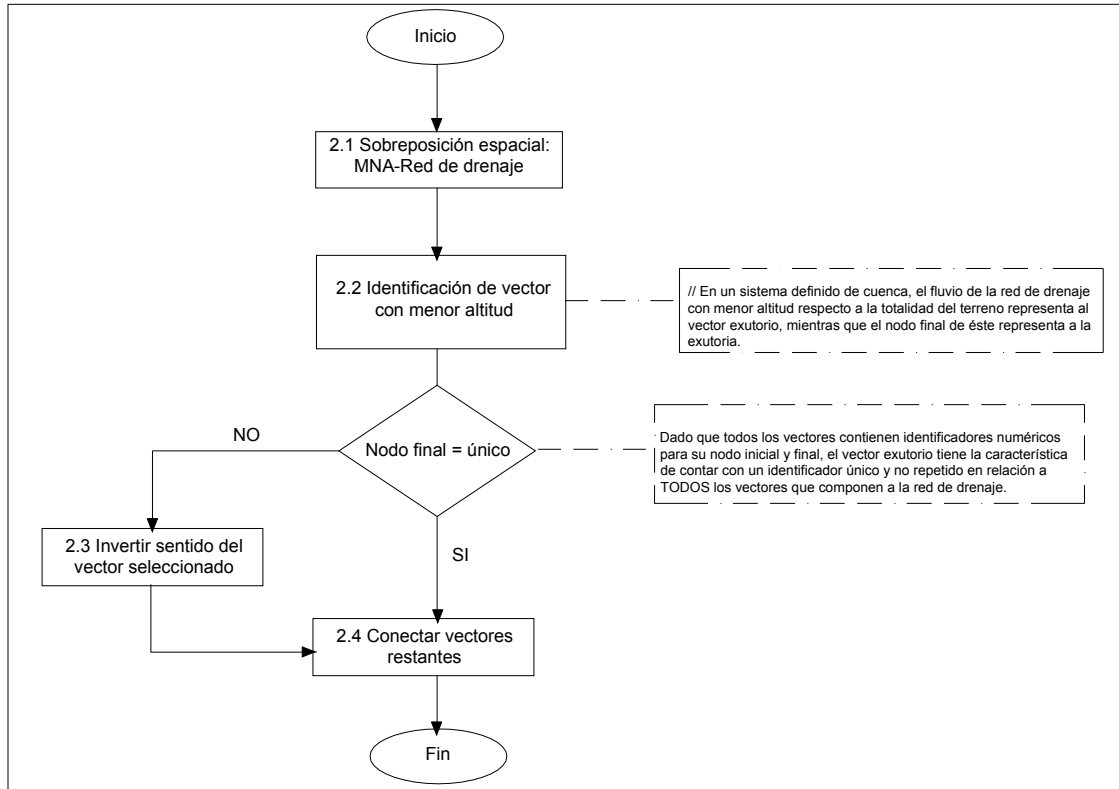 Inicio
2.1 Sobreposición espacial:
MNA-Red de drenaje
2.2 Identificación de vector
con menor altitud
// En un sistema definido de cuenca, el fluvio de la red de drenaje
con menor altitud respecto a la totalidad del terreno representa al
vector exutorio, mientras que el nodo final de éste representa a la
exutoria.
NO
Nodo final = único
Dado que todos los vectores contienen identificadores numéricos
para su nodo inicial y final, el vector exutorio tiene la característica
de contar con un identificador único y no repetido en relación a
TODOS los vectores que componen a la red de drenaje.
2.3 Invertir sentido del
vector seleccionado
SI
2.4 Conectar vectores
restantes
Fin